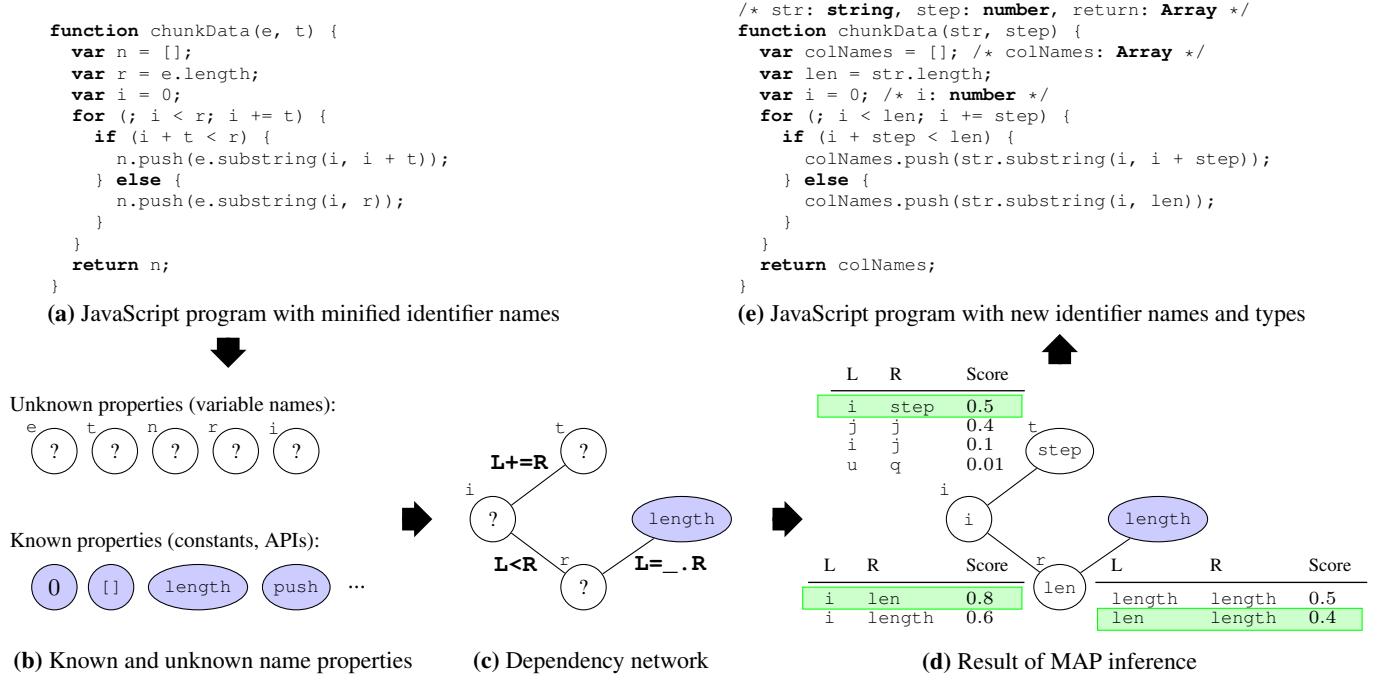 function chunkData(e, t) {
  var n = [];
  var r = e.length;
  var i = 0;
  for (; i < r; i += t) {
    if (i + t < r) {
      n.push(e.substring(i, i + t));
    } else {
      n.push(e.substring(i, r));
    }
  }
  return n;
}
(a) JavaScript program with minified identifier names
/* str: string, step: number, return: Array */
function chunkData(str, step) {
  var colNames = []; /* colNames: Array */
  var len = str.length;
  var i = 0; /* i: number */
  for (; i < len; i += step) {
    if (i + step < len) {
      colNames.push(str.substring(i, i + step));
    } else {
      colNames.push(str.substring(i, len));
    }
  }
  return colNames;
}
(e) JavaScript program with new identifier names and types
Unknown properties (variable names):
e t n r i
? ? ? ? ?
Known properties (constants, APIs):
0 [] length push ...
(b) Known and unknown name properties
t
?
L+=R
i
?
length
L<R
r
?
L=_.R
(c) Dependency network
L R Score
i step 0.5
j j 0.4
i j 0.1
u q 0.01
t
step
i
i
length
r
len
L R Score
i len 0.8
i length 0.6
L R Score
length length 0.5
len length 0.4
(d) Result of MAP inference